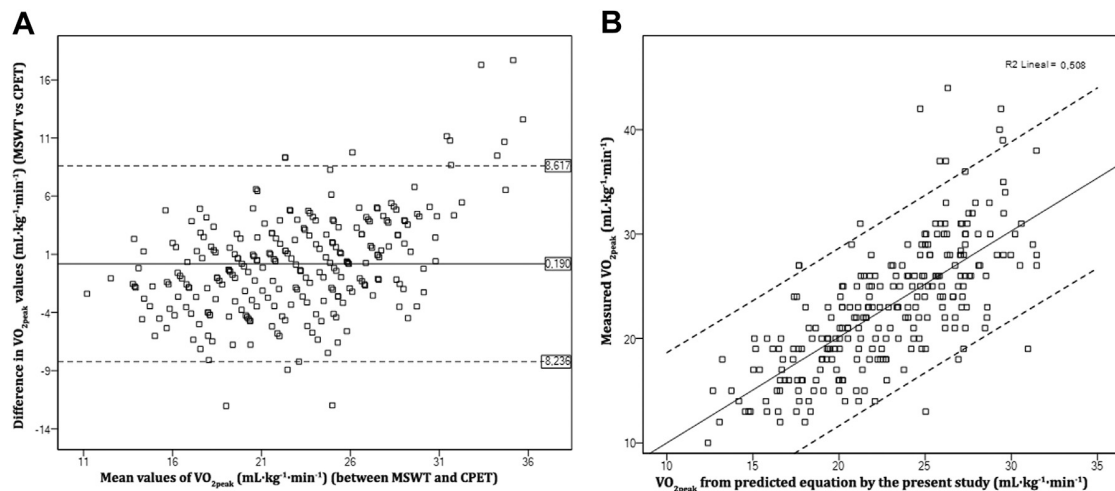 A
Difference in VO2peak values (mL·kg-1·min-1) (MSWT vs CPET)
16
11
6
1
-4
-9
-14
8.617
0.190
8.236
11 16 21 26 31 36
Mean values of VO2peak (mL·kg-1·min-1) (between MSWT and CPET)
B
R2 Lineal = 0,508
Measured VO2peak (mL·kg-1·min-1)
40
30
20
10
10 15 20 25 30 35
VO2peak from predicted equation by the present study (mL·kg-1·min-1)